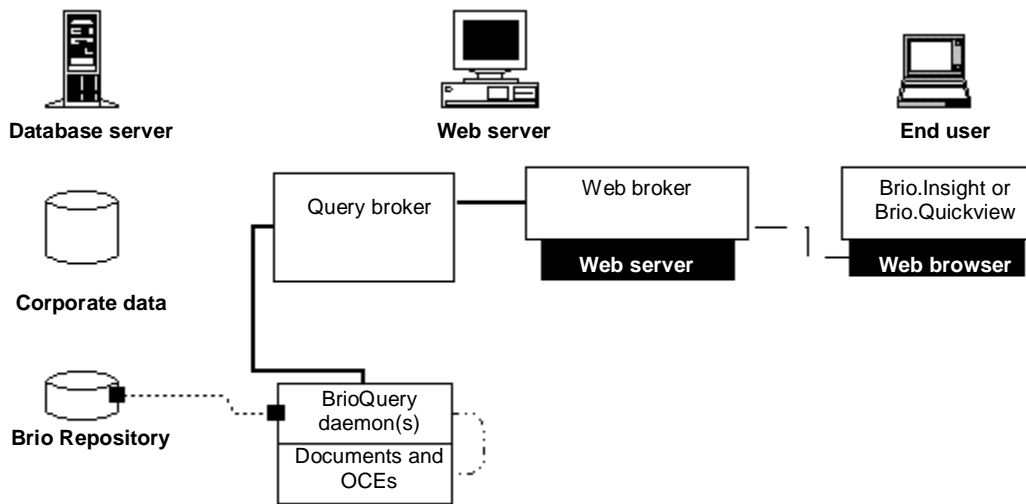 Database server
Web server
End user
Query broker
Web broker
Brio.Insight or
Brio.Quickview
Web server
Web browser
Corporate data
Brio Repository
BrioQuery
daemon(s)
Documents and
OCEs